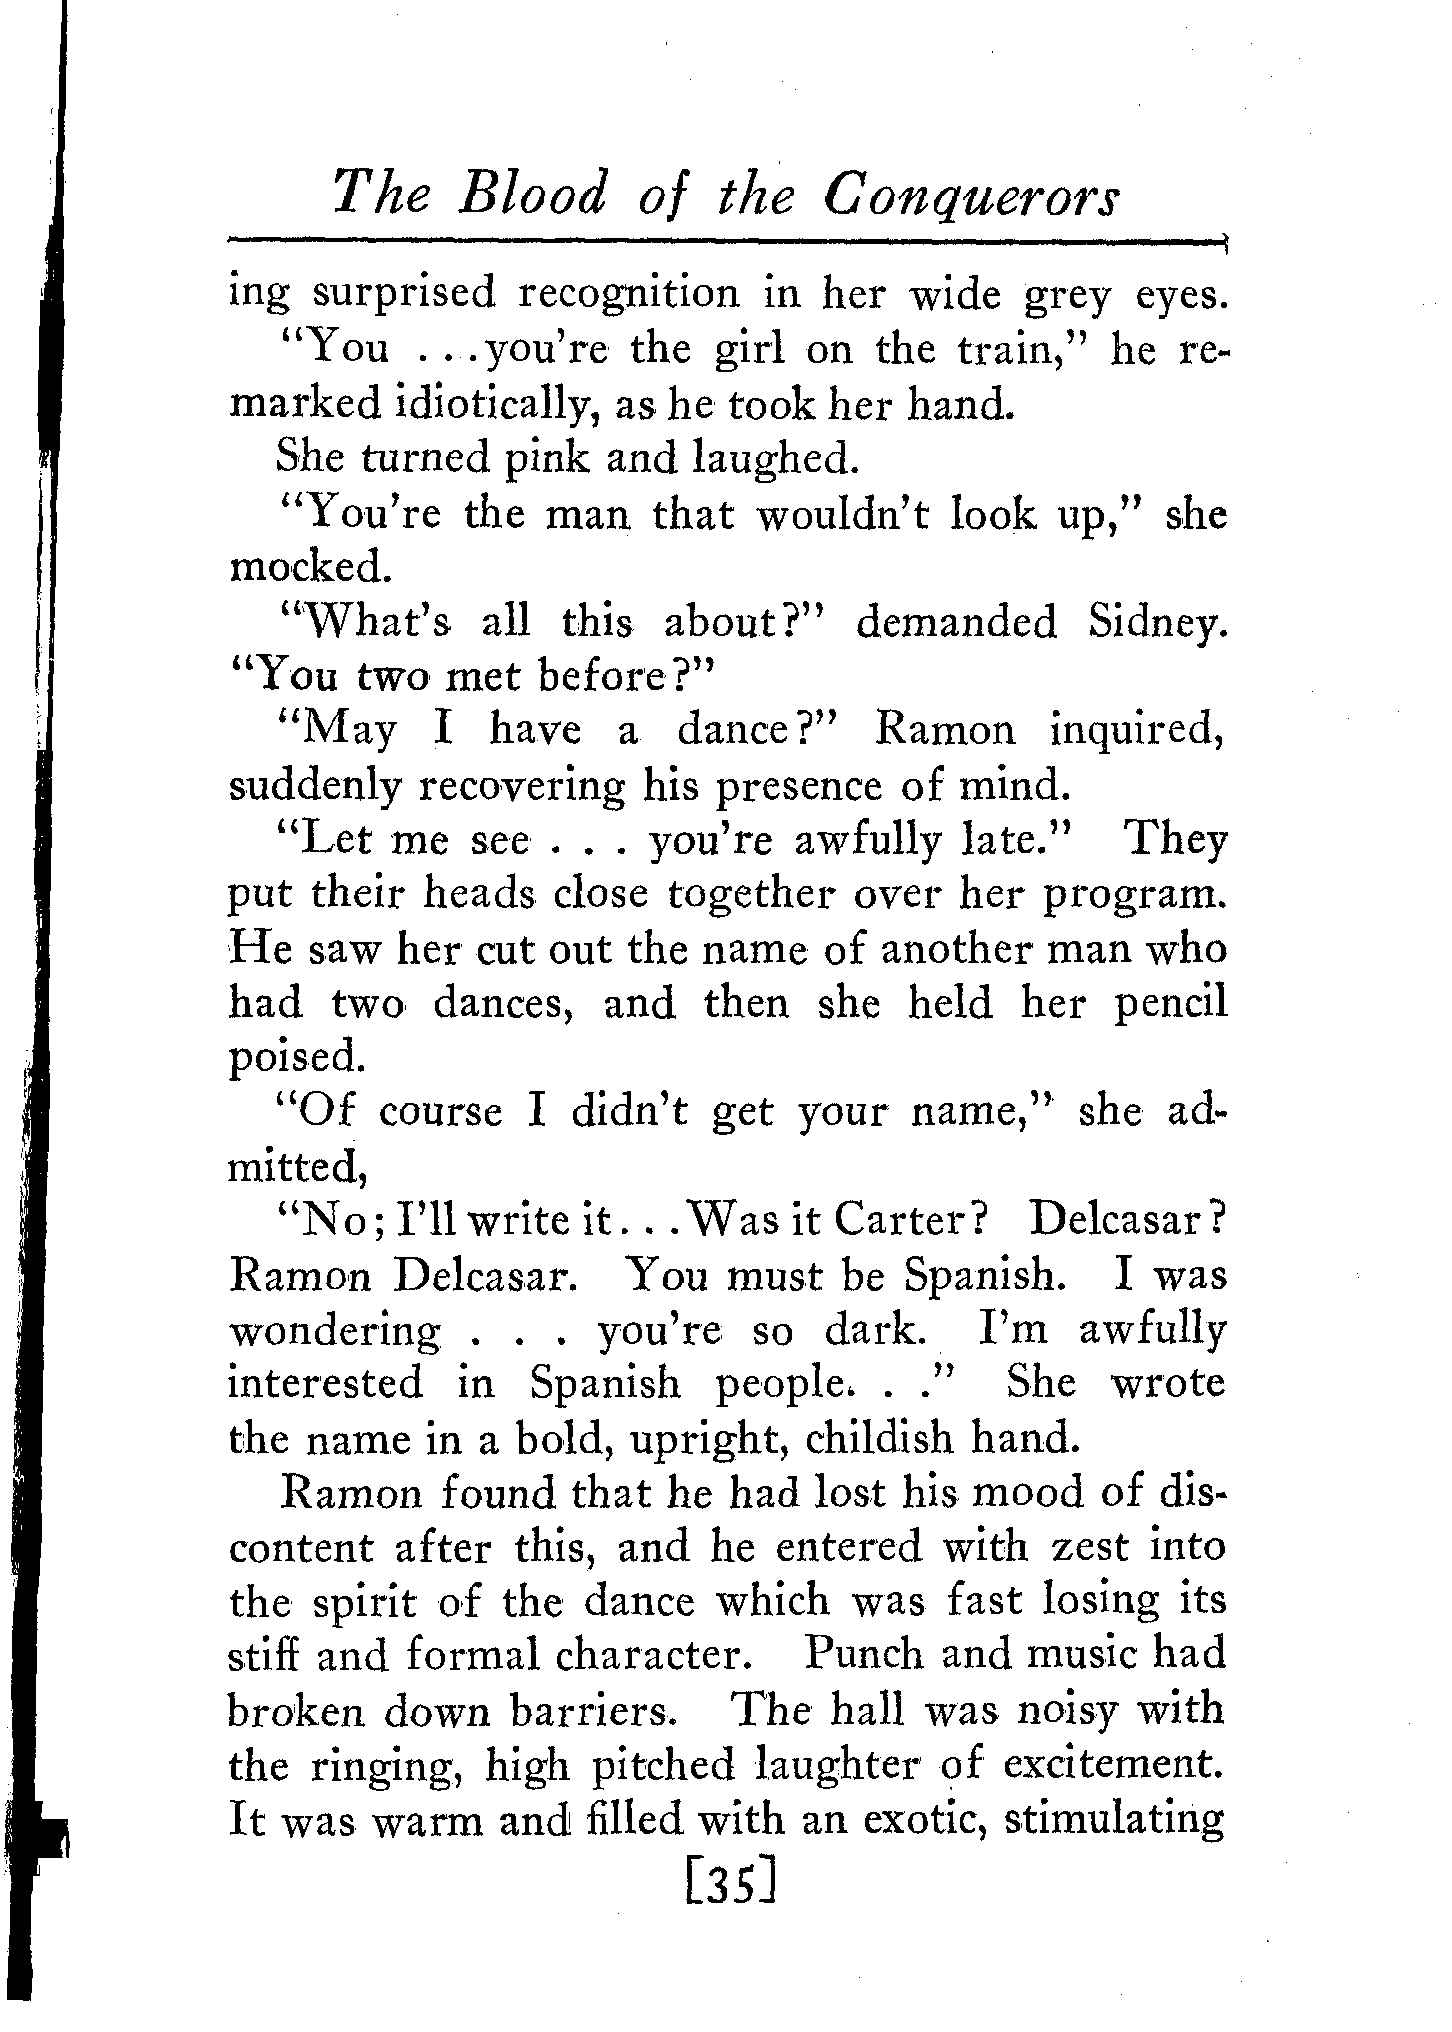 The Blood of the Conquerors
ing surprised recognition in her wide grey eyes.
"You . . .you're the girl on the train," he re-
marked idiotically, as he took her hand.
She turned pink and laughed.
"You're the man that wouldn't look up," she
mocked.
"What's all this about?" demanded Sidney.
"You two met before?"
"May I have a dance?" Ramon inquired,
suddenly recovering his presence of mind.
"Let me see . . . you're awfully late." They
put their heads close together over her program.
He saw her cut out the name of another man who
had two dances, and then she held her pencil
poised.
"Of course I didn't get your name," she ad-
mitted,
"No; I'll write it. . .Was it Carter? Delcasar?
Ramon Delcasar. You must be Spanish. I was
wondering . . . you're so dark. I'm awfully
interested in Spanish people. . ." She wrote
the name in a bold, upright, childish hand.
Ramon found that he had lost his mood of dis-
content after this, and he entered with zest into
the spirit of the dance which was fast losing its
stiff and formal character. Punch and music had
broken down barriers. The hall was noisy with
the ringing, high pitched laughter of excitement.
It was warm and filled with an exotic, stimulating
[35]